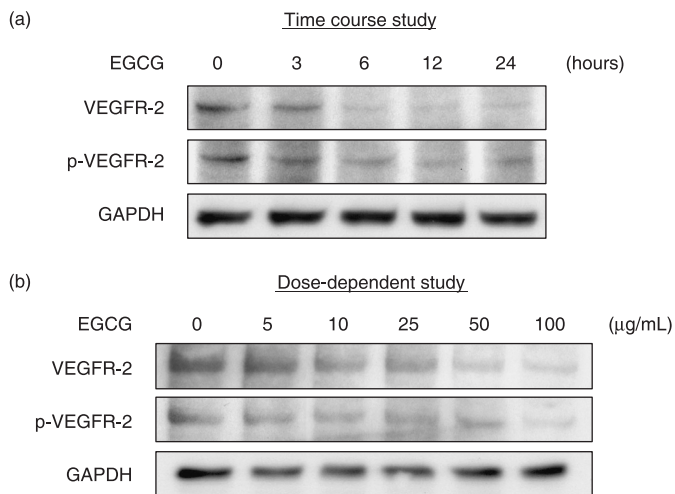 (a) Time course study
EGCG 0 3 6 12 24 (hours)
VEGFR-2
p-VEGFR-2
GAPDH
(b) Dose-dependent study
EGCG 0 5 10 25 50 100 (μg/mL)
VEGFR-2
p-VEGFR-2
GAPDH